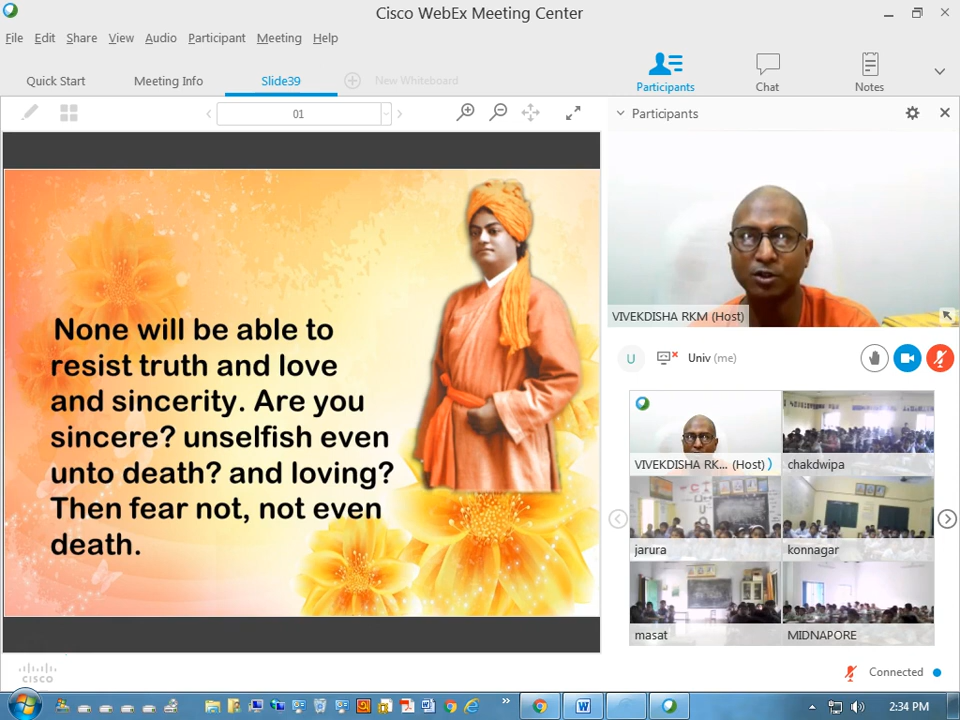 Cisco WebEx Meeting Center
File Edit Share View Audio Participant Meeting Help
Quick Start Meeting Info Slide39 New Whiteboard
Participants Chat Notes
01
Participants
None will be able to
resist truth and love
and sincerity. Are you
sincere? unselfish even
unto death? and loving?
Then fear not, not even
death.
VIVEKDISHA RKM (Host)
U Univ (me)
VIVEKDISHA RK... (Host)
chakdwipa
jarura
konnagar
masat
MIDNAPORE
cisco
Connected
2:34 PM